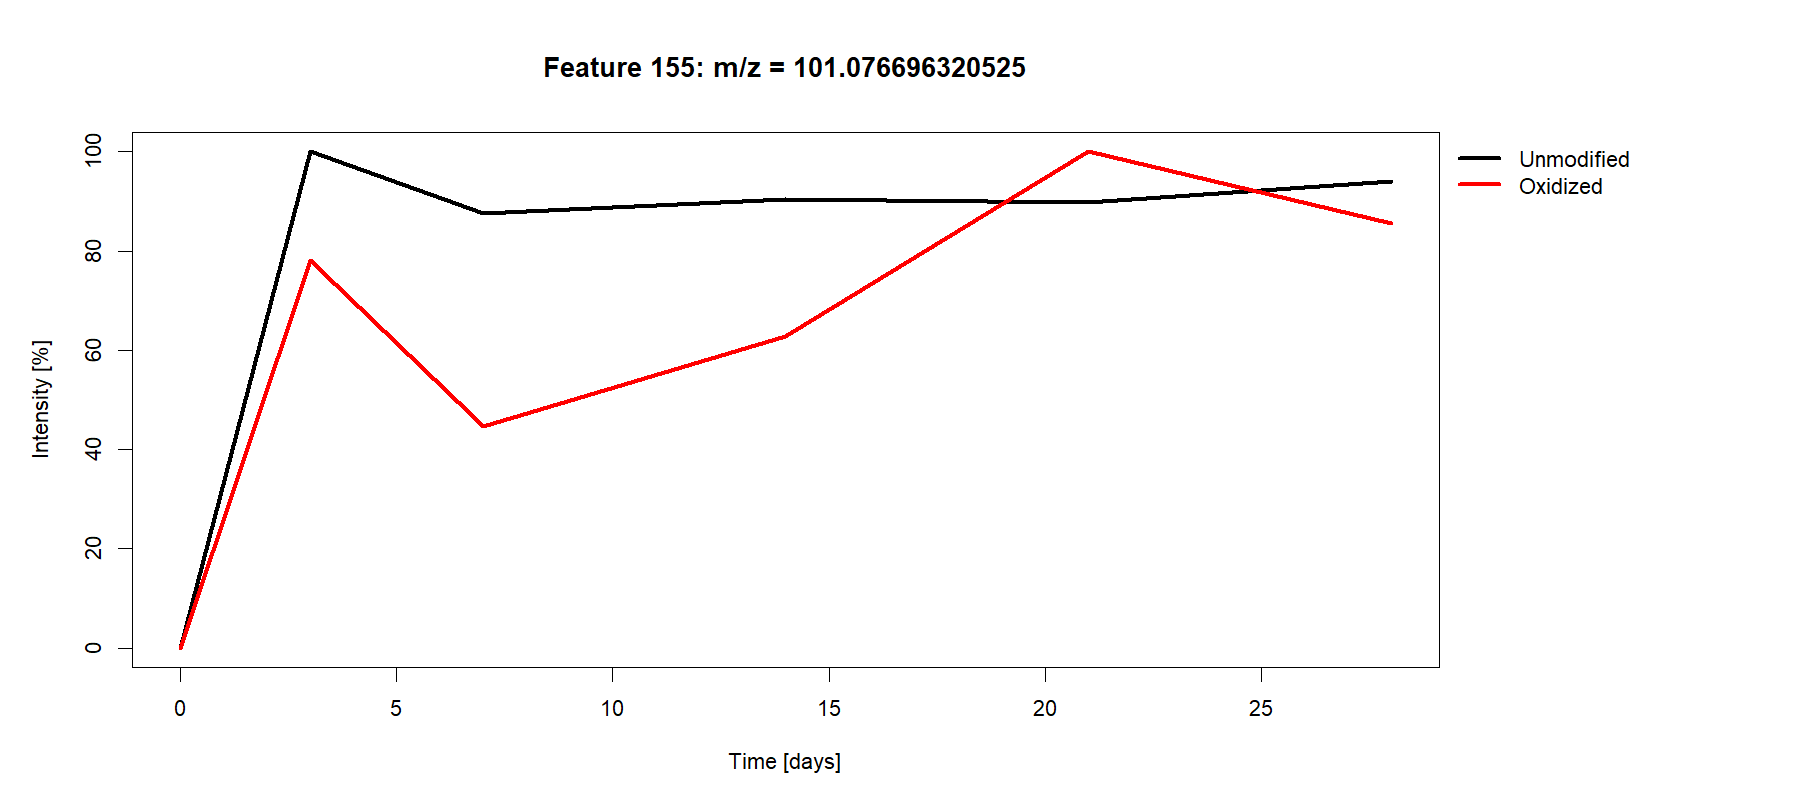 Feature 155: m/z = 101.076696320525
Unmodified
Oxidized
100
80
60
40
20
0
Intensity [%]
0 5 10 15 20 25
Time [days]